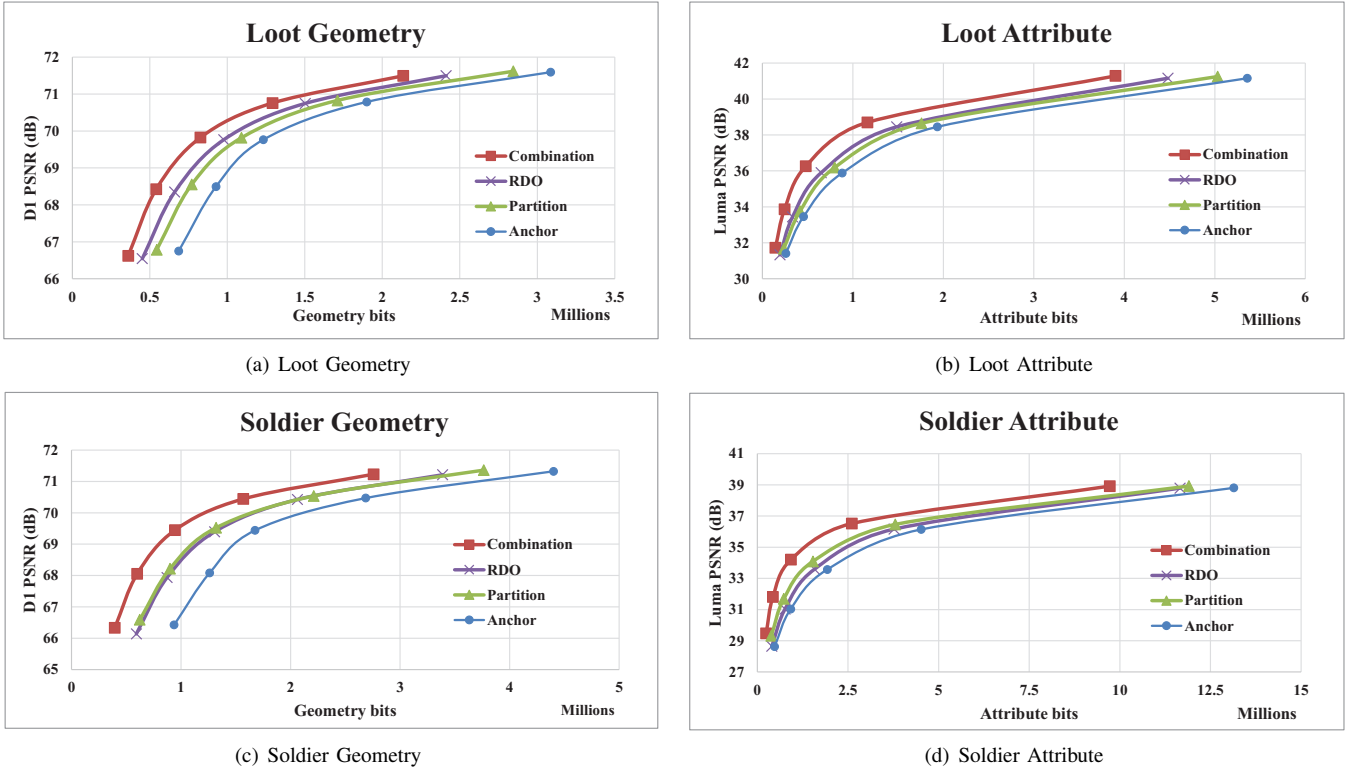 Loot Geometry
72
71
70
69
68
67
66
D1 PSNR (dB)
0 0.5 1 1.5 2 2.5 3 3.5
Geometry bits
Millions
Combination
RDO
Partition
Anchor
(a) Loot Geometry
Loot Attribute
42
40
38
36
34
32
30
Luma PSNR (dB)
0 1 2 3 4 5 6
Attribute bits
Millions
Combination
RDO
Partition
Anchor
(b) Loot Attribute
Soldier Geometry
72
71
70
69
68
67
66
65
D1 PSNR (dB)
0 1 2 3 4 5
Geometry bits
Millions
Combination
RDO
Partition
Anchor
(c) Soldier Geometry
Soldier Attribute
41
39
37
35
33
31
29
27
Luma PSNR (dB)
0 2.5 5 7.5 10 12.5 15
Attribute bits
Millions
Combination
RDO
Partition
Anchor
(d) Soldier Attribute